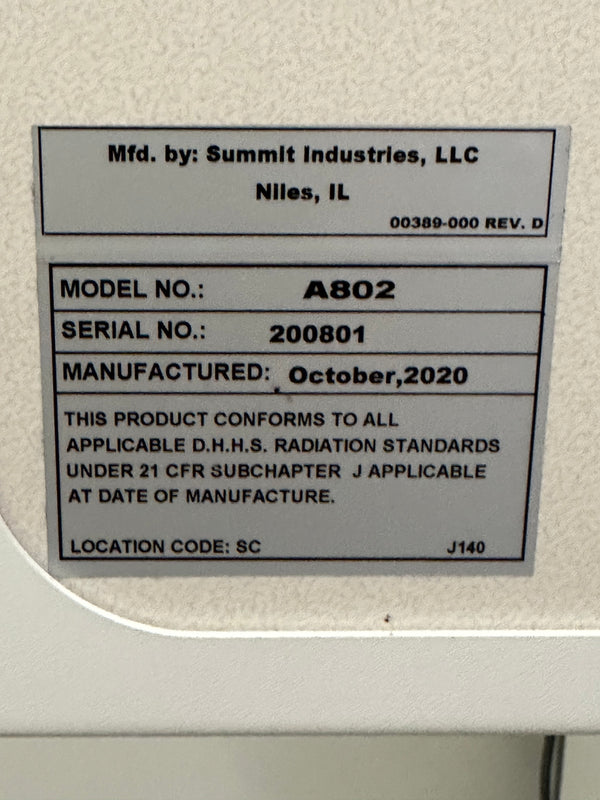 Mfd. by: Summit Industries, LLC
Niles, IL
00389-000 REV. D
MODEL NO.: A802
SERIAL NO.: 200801
MANUFACTURED: October,2020
THIS PRODUCT CONFORMS TO ALL
APPLICABLE D.H.H.S. RADIATION STANDARDS
UNDER 21 CFR SUBCHAPTER J APPLICABLE
AT DATE OF MANUFACTURE.
LOCATION CODE: SC J140